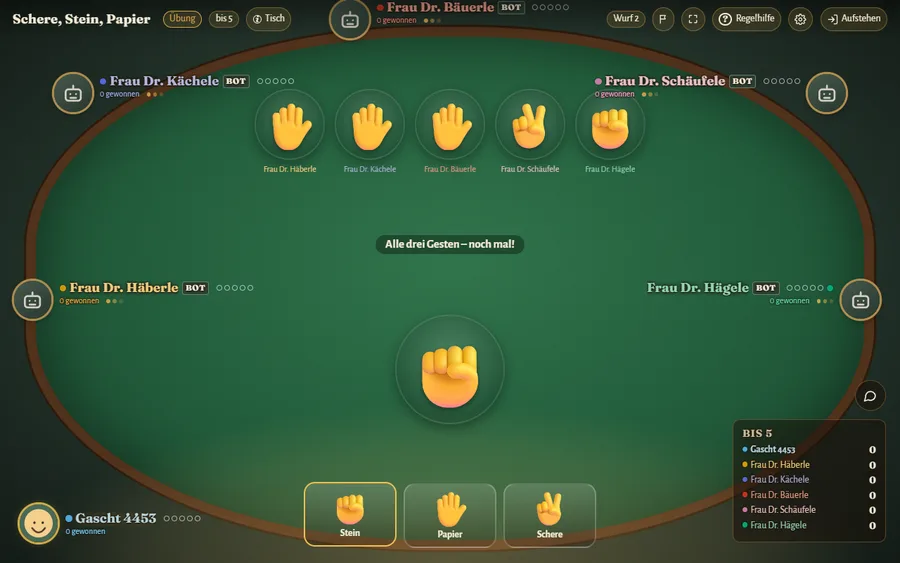 Schere, Stein, Papier Übung bis 5 Tisch
Frau Dr. Bäuerle
0 gewonnen
Wurf 2 Regelhilfe Aufstehen
Frau Dr. Kächele BOT
0 gewonnen
Frau Dr. Schäufele BOT
0 gewonnen
Frau Dr. Häberle Frau Dr. Kächele Frau Dr. Bäuerle Frau Dr. Schäufele Frau Dr. Hägele
Alle drei Gesten – noch mal!
Frau Dr. Häberle BOT
0 gewonnen
Frau Dr. Hägele BOT
0 gewonnen
BIS 5
Gascht 4453 0
Frau Dr. Häberle 0
Frau Dr. Kächele 0
Frau Dr. Bäuerle 0
Frau Dr. Schäufele 0
Frau Dr. Hägele 0
Gascht 4453
0 gewonnen
Stein Papier Schere